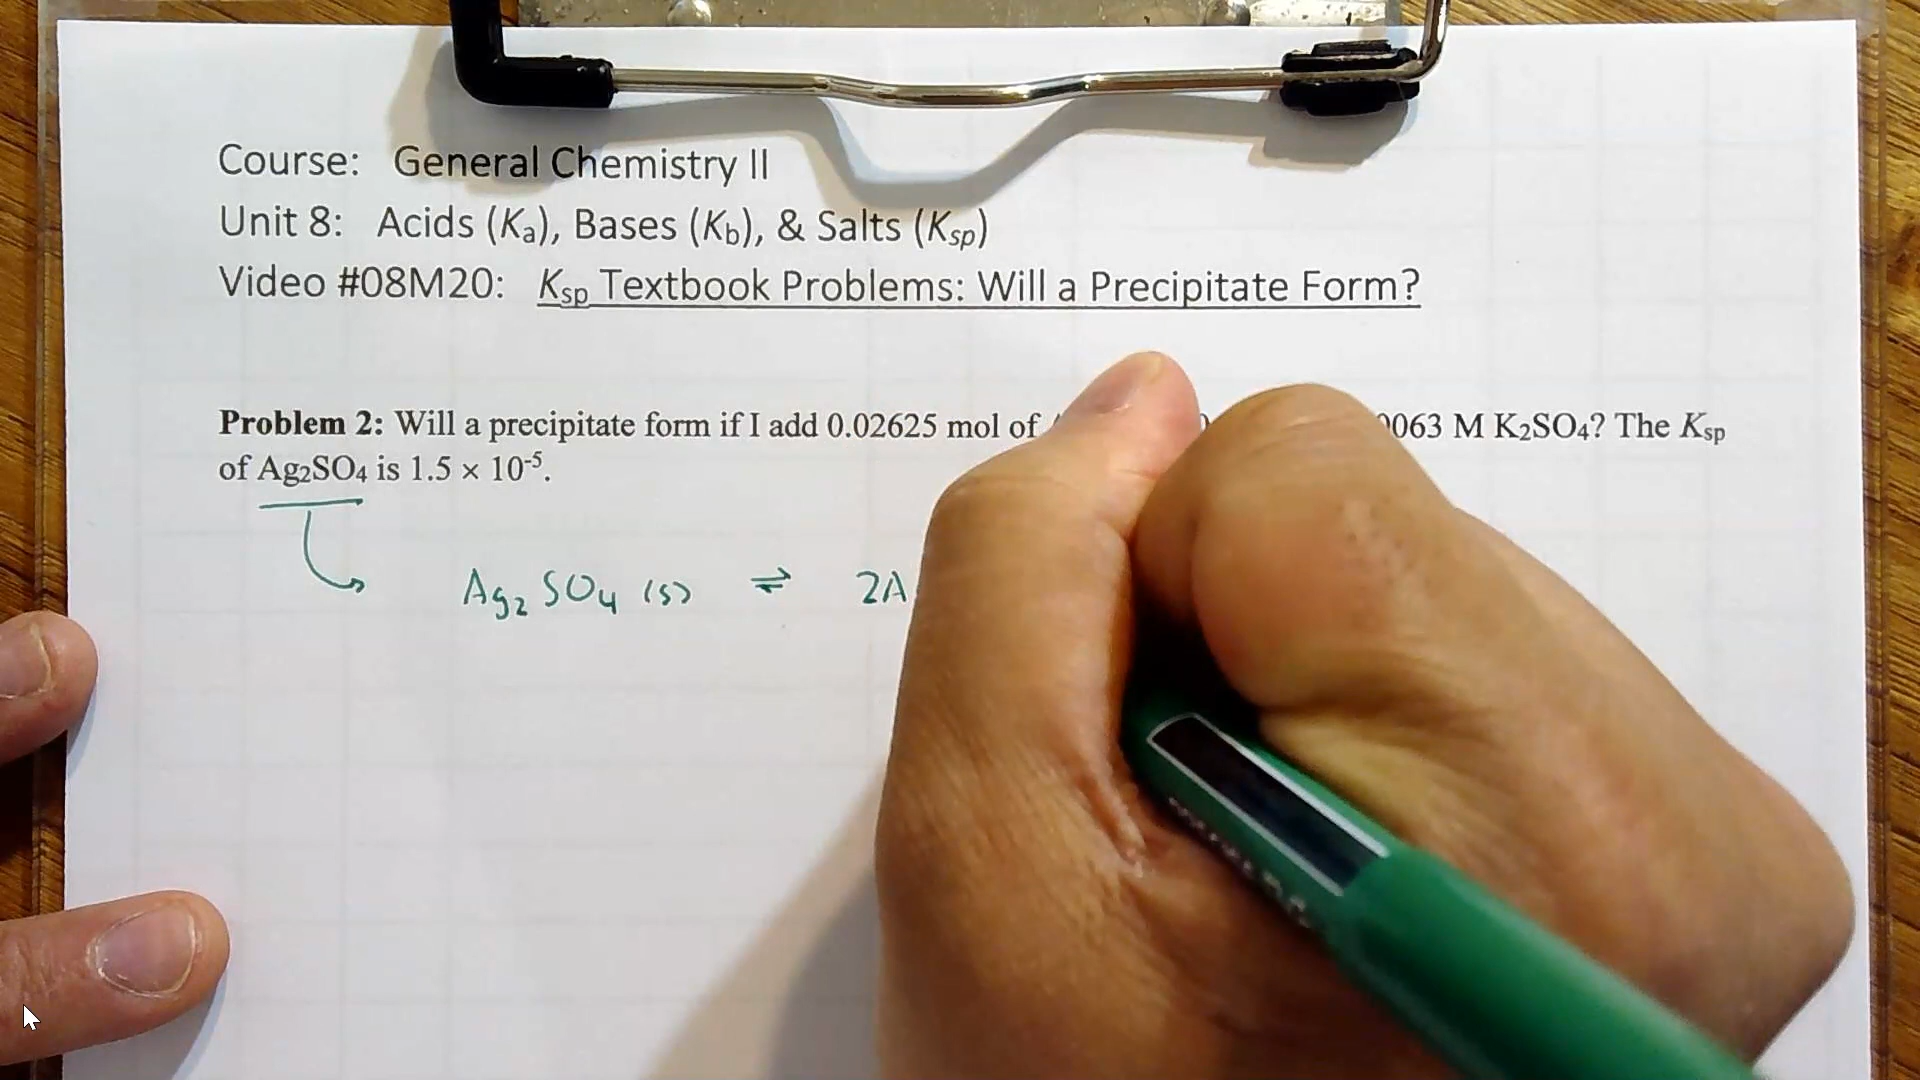 Course: General Chemistry II
Unit 8: Acids (Ka), Bases (Kb), & Salts (Ksp)
Video #08M20: Ksp Textbook Problems: Will a Precipitate Form?
Problem 2: Will a precipitate form if I add 0.02625 mol of 063 M K₂SO₄? The Ksp
of Ag₂SO₄ is 1.5 × 10⁻⁵.
Ag₂SO₄ (s) ⇌ 2A